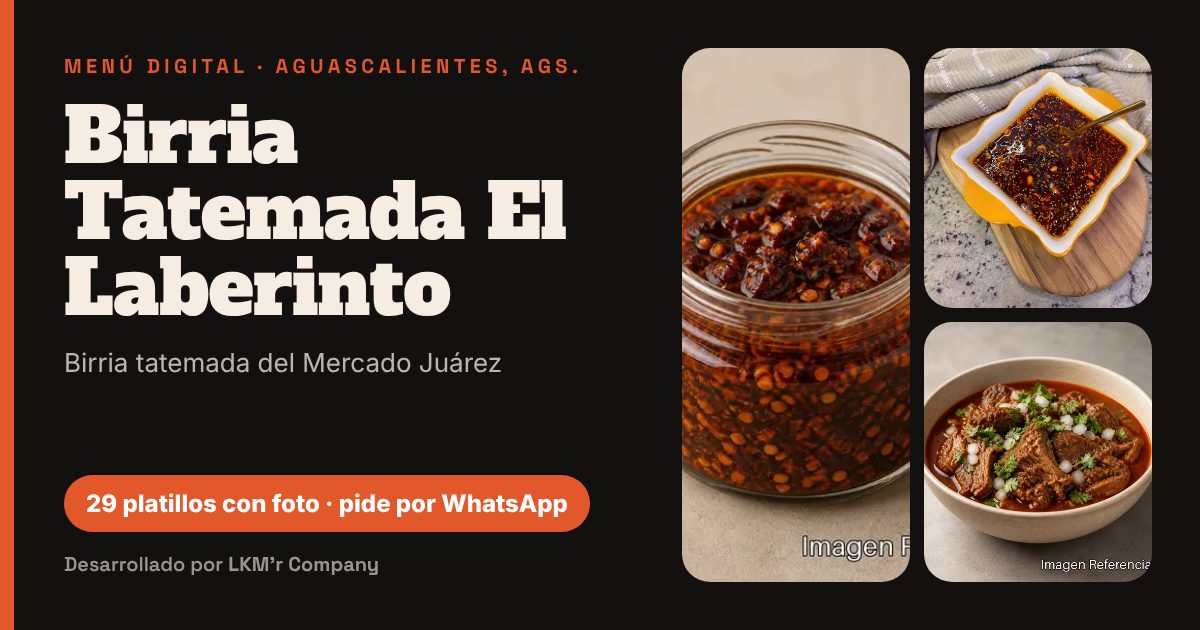 MENÚ DIGITAL · AGUASCALIENTES, AGS.
Birria
Tatemada El
Laberinto
Birria tatemada del Mercado Juárez
29 platillos con foto · pide por WhatsApp
Desarrollado por LKM’r Company
Imagen
Imagen Referencia